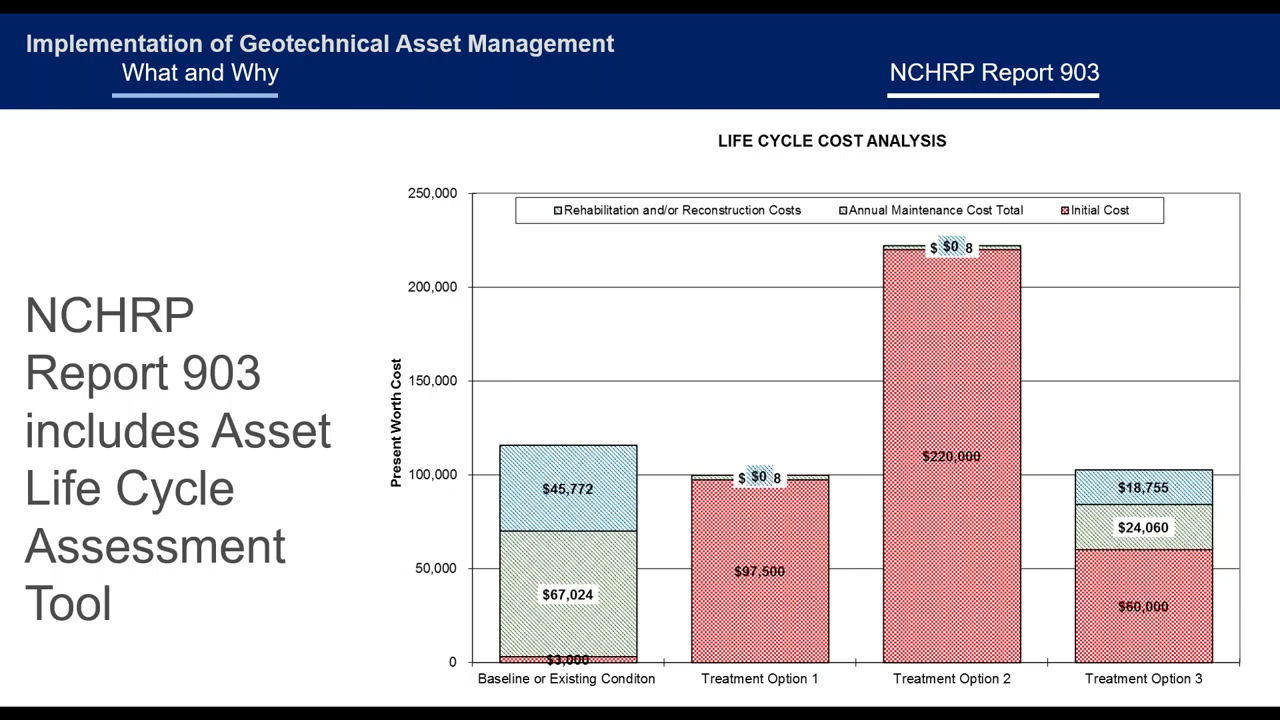 Implementation of Geotechnical Asset Management
What and Why
NCHRP Report 903
NCHRP
Report 903
includes Asset
Life Cycle
Assessment
Tool
LIFE CYCLE COST ANALYSIS
Rehabilitation and/or Reconstruction Costs
Annual Maintenance Cost Total
Initial Cost
Present Worth Cost
250,000
200,000
150,000
100,000
50,000
0
$45,772
$67,024
$3,000
$0
$97,500
$0
$220,000
$18,755
$24,060
$60,000
Baseline or Existing Conditon
Treatment Option 1
Treatment Option 2
Treatment Option 3